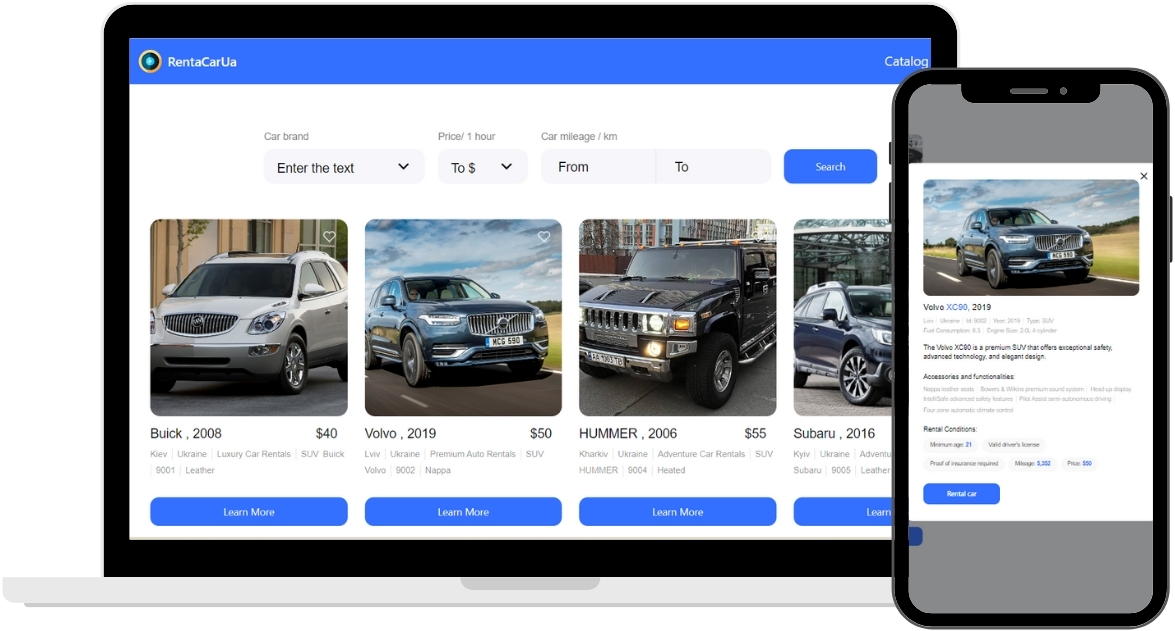 RentaCarUa
Catalog
Car brand
Price/ 1 hour
Car mileage / km
Enter the text
To $
From
To
Search
Buick , 2008
$40
Kiev | Ukraine | Luxury Car Rentals | SUV Buick
| 9001 | Leather
Learn More
Volvo , 2019
$50
Lviv | Ukraine | Premium Auto Rentals | SUV
Volvo | 9002 | Nappa
MCG 590
Learn More
HUMMER , 2006
$55
Kharkiv | Ukraine | Adventure Car Rentals | SUV
HUMMER | 9004 | Heated
Learn More
Subaru , 2016
Kyiv | Ukraine | Adventu
Subaru | 9005 | Leather
Learn
MCG 590
Volvo XC90, 2019
Lviv | Ukraine | Id: 9002 | Year: 2019 | Type: SUV
Fuel Consumption: 8.5 | Engine Size: 2.0L 4-cylinder
The Volvo XC90 is a premium SUV that offers exceptional safety,
advanced technology, and elegant design.
Accessories and functionalities:
Nappa leather seats | Bowers & Wilkins premium sound system | Head-up display
IntelliSafe advanced safety features | Pilot Assist semi-autonomous driving |
Four-zone automatic climate control
Rental Conditions:
Minimum age: 21
Valid driver's license
Proof of insurance required
Mileage: 5,352
Price: $50
Rental car